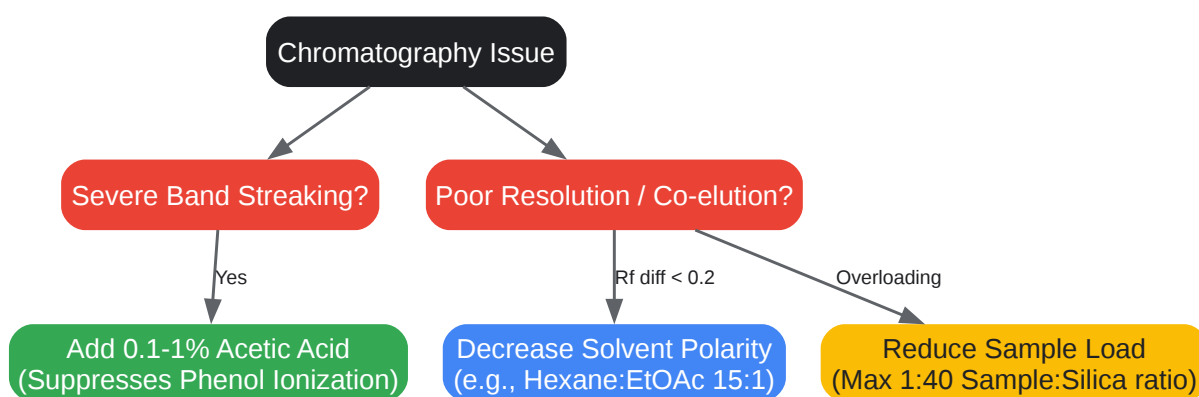 Chromatography Issue
Severe Band Streaking?
Poor Resolution / Co-elution?
Yes
Rf diff < 0.2
Overloading
Add 0.1-1% Acetic Acid
(Suppresses Phenol Ionization)
Decrease Solvent Polarity
(e.g., Hexane:EtOAc 15:1)
Reduce Sample Load
(Max 1:40 Sample:Silica ratio)